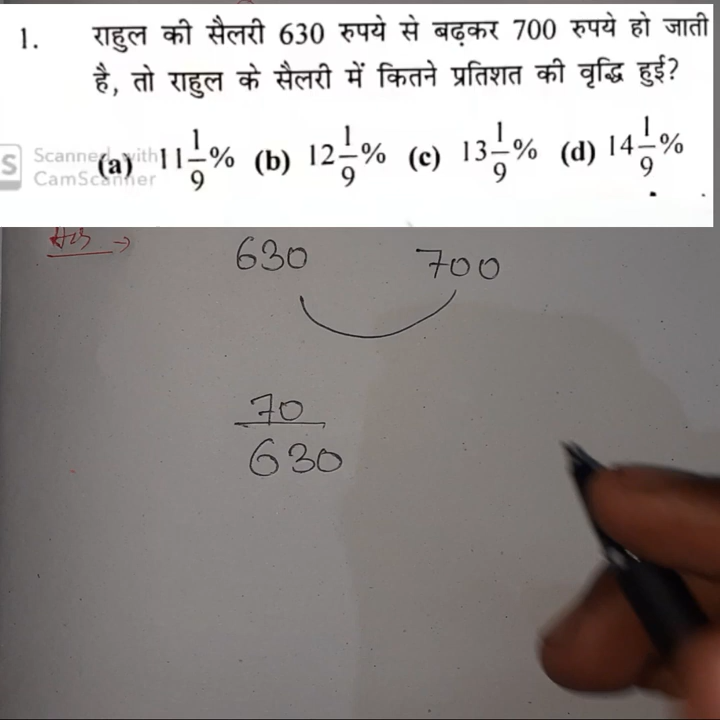 1. राहुल की सैलरी 630 रुपये से बढ़कर 700 रुपये हो जाती
है, तो राहुल के सैलरी में कितने प्रतिशत की वृद्धि हुई?
(a) 11 1/9% (b) 12 1/9% (c) 13 1/9% (d) 14 1/9%
S Scanned with
CamScanner
Ans →
630 700
70
630